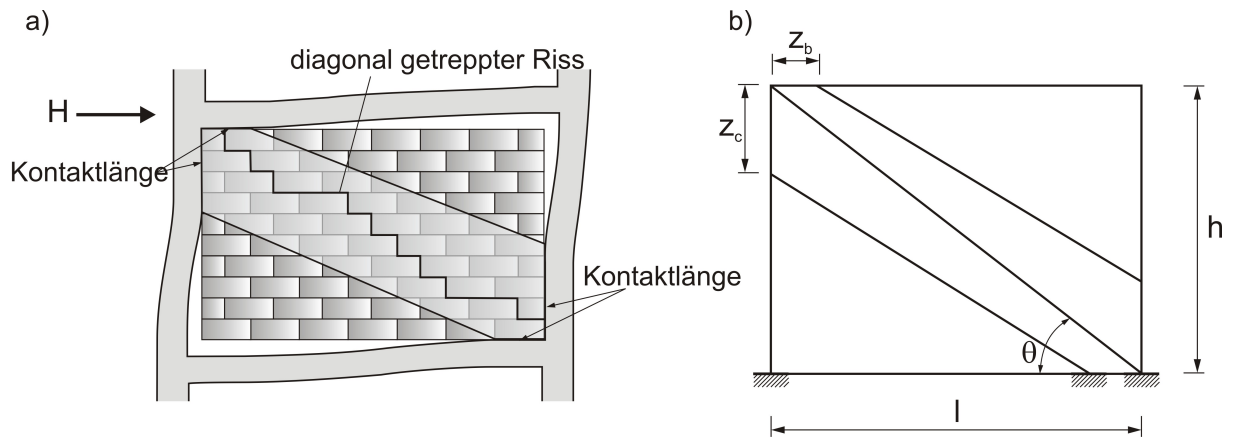 a)
diagonal getreppter Riss
H
Kontaktlänge
Kontaktlänge
b)
z_b
z_c
h
θ
l